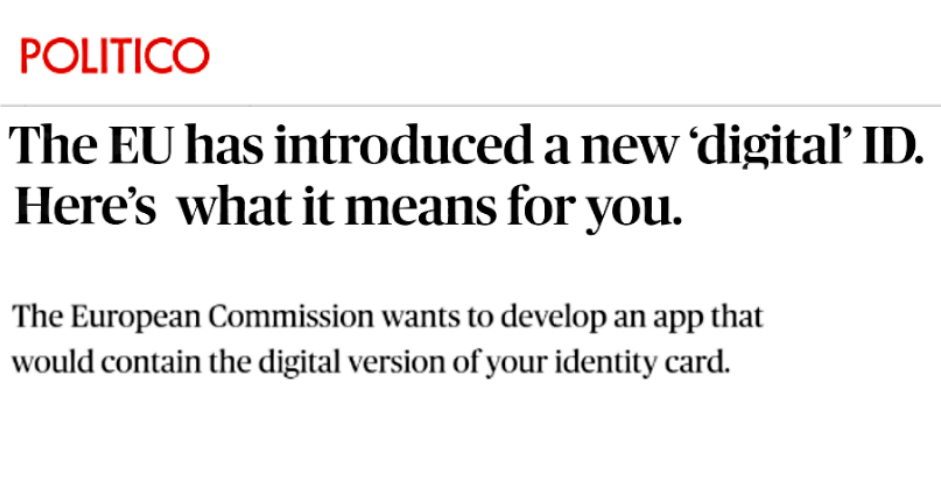 POLITICO
The EU has introduced a new ‘digital’ ID.
Here’s what it means for you.
The European Commission wants to develop an app that
would contain the digital version of your identity card.